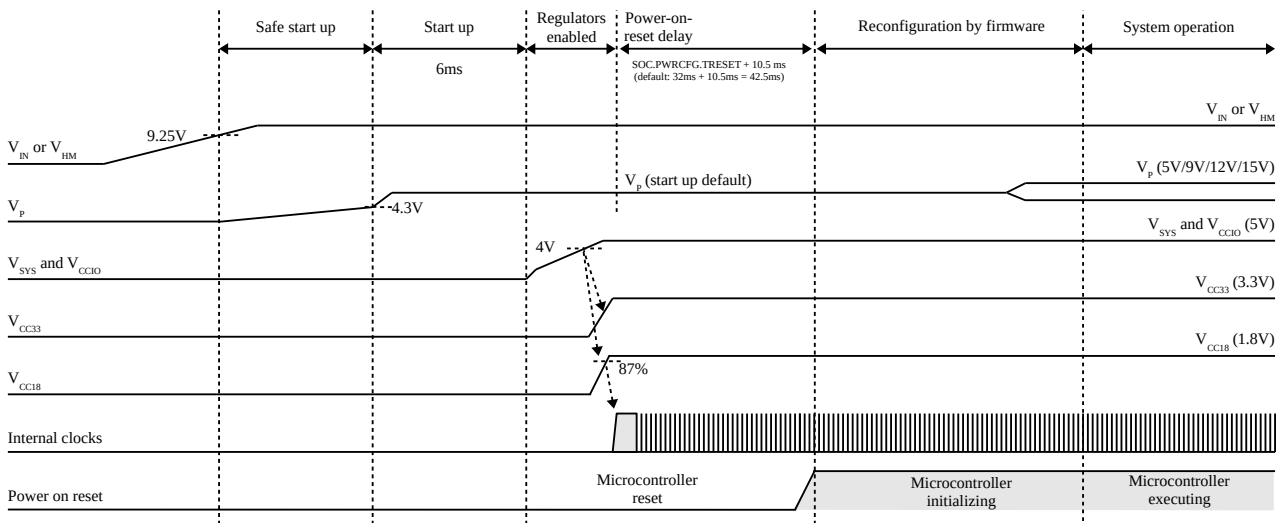 Safe start up
Start up
Regulators
enabled
Power-on-
reset delay
Reconfiguration by firmware
System operation
6ms
SOC.PWRCFG.TRESET + 10.5 ms
(default: 32ms + 10.5ms = 42.5ms)
9.25V
VIN or VHM
VIN or VHM
VP
4.3V
VP (start up default)
VP (5V/9V/12V/15V)
VSYS and VCCIO
4V
VSYS and VCCIO (5V)
VCC33
VCC33 (3.3V)
VCC18
87%
VCC18 (1.8V)
Internal clocks
Power on reset
Microcontroller
reset
Microcontroller
initializing
Microcontroller
executing